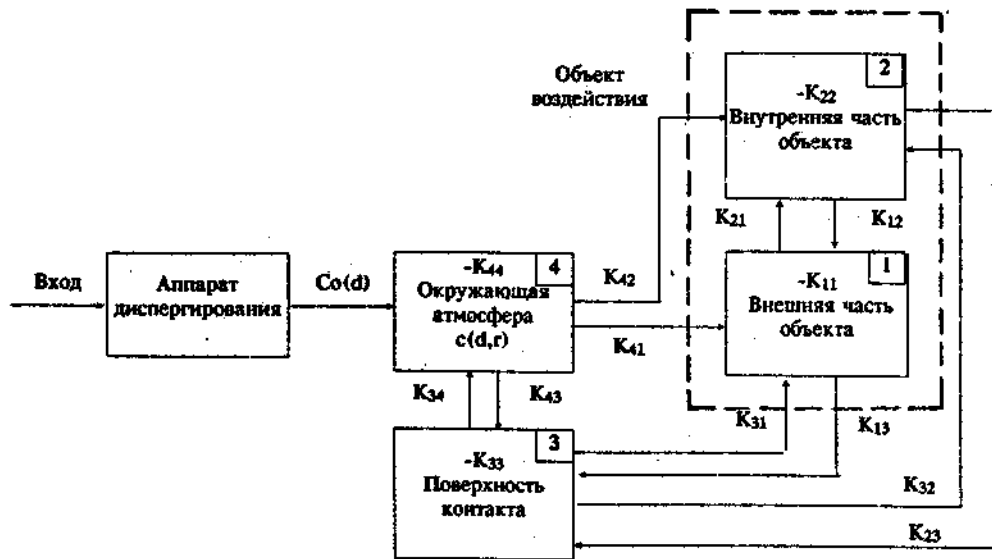 Объект
воздействия
2
-K₂₂
Внутренняя часть
объекта
K₂₁
K₁₂
Вход
Аппарат
диспергирования
Co(d)
4
-K₄₄
Окружающая
атмосфера
c(d,r)
K₄₂
K₄₁
1
-K₁₁
Внешняя часть
объекта
K₃₄
K₄₃
K₃₁
K₁₃
3
-K₃₃
Поверхность
контакта
K₃₂
K₂₃